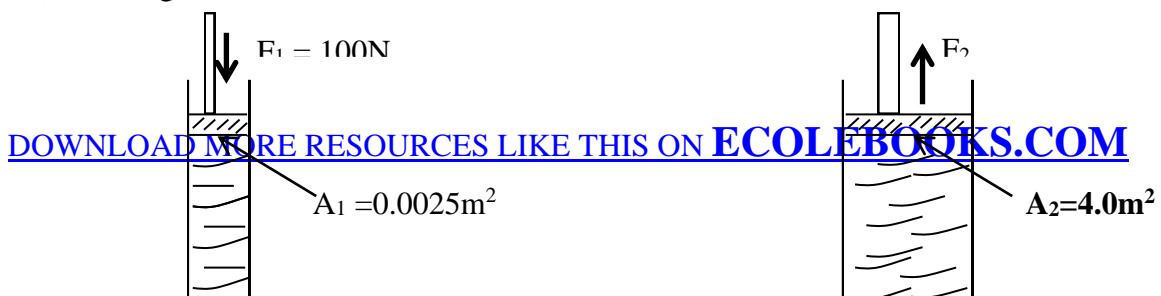 F₁ = 100N
F₂
DOWNLOAD MORE RESOURCES LIKE THIS ON ECOLEBOOKS.COM
A₁ =0.0025m²
A₂=4.0m²